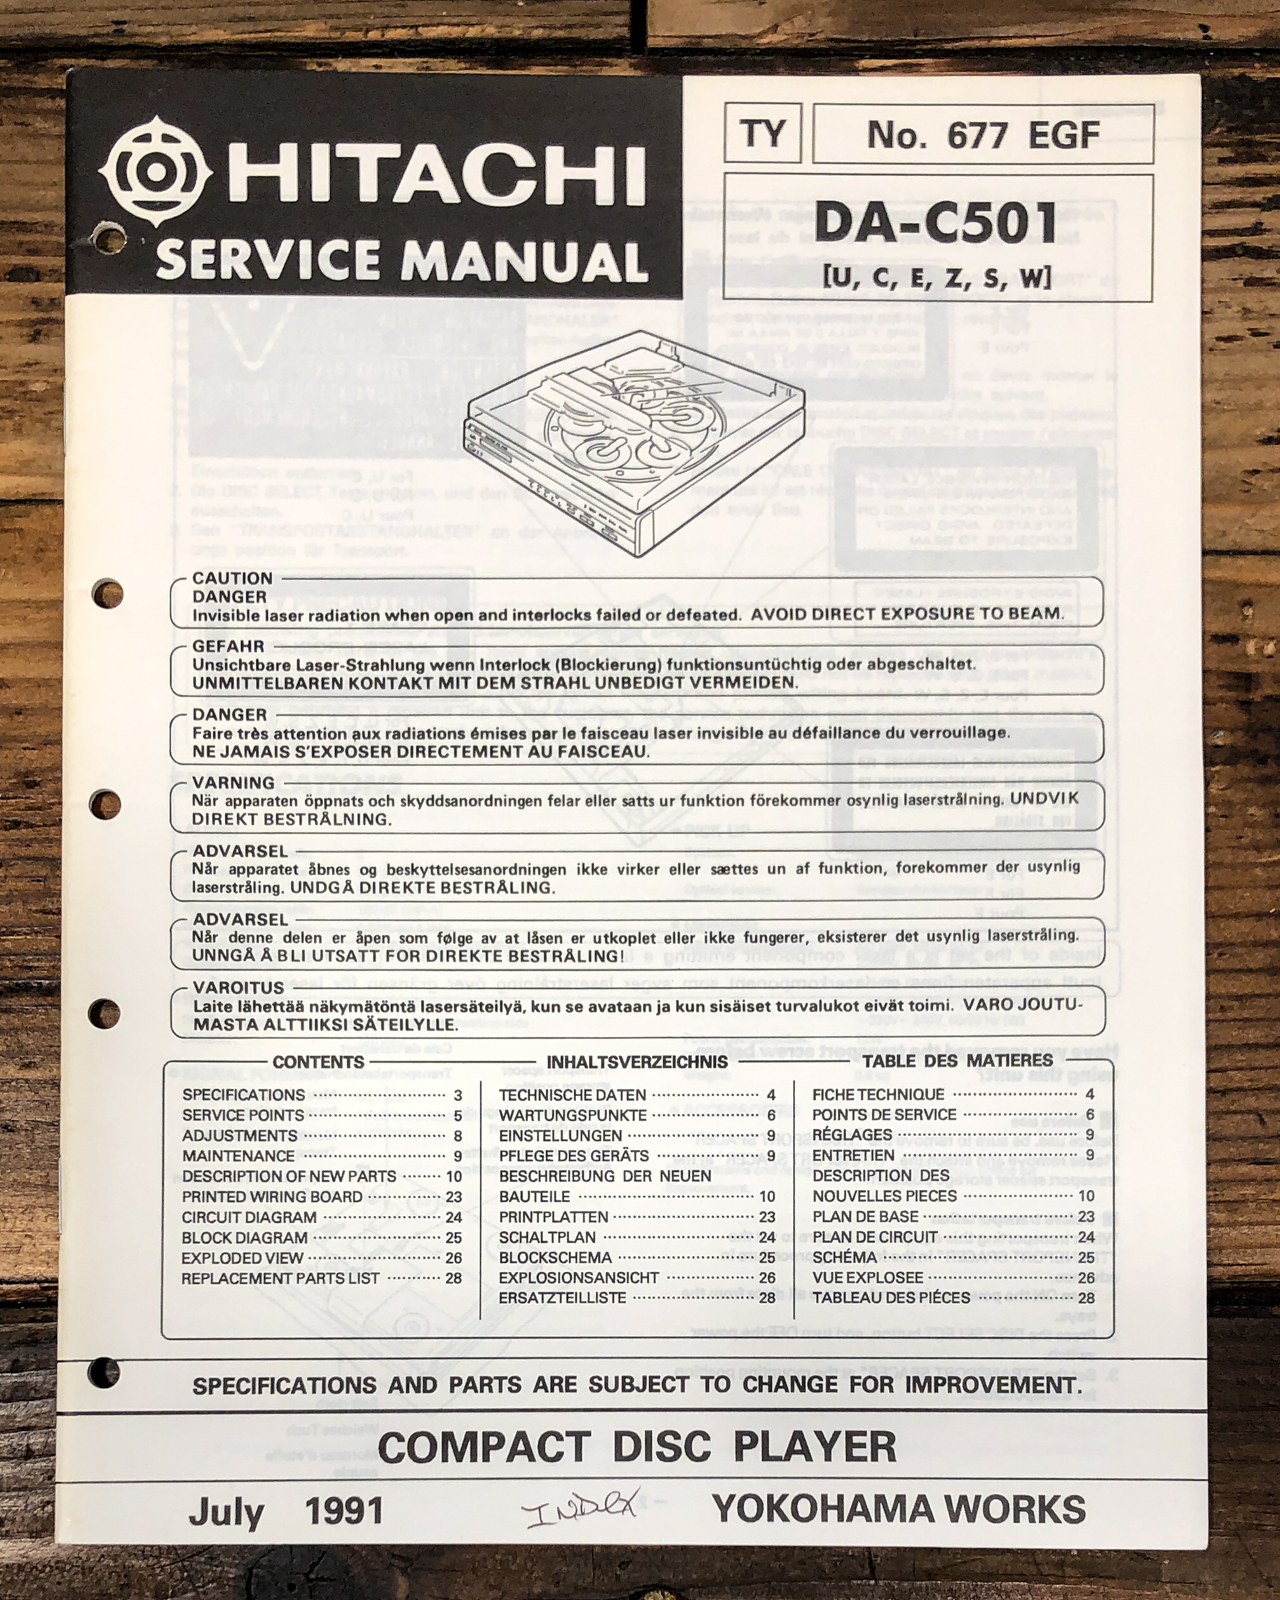 HITACHI
SERVICE MANUAL
TY
No. 677 EGF
DA-C501
[U, C, E, Z, S, W]
CAUTION
DANGER
Invisible laser radiation when open and interlocks failed or defeated. AVOID DIRECT EXPOSURE TO BEAM.
GEFAHR
Unsichtbare Laser-Strahlung wenn Interlock (Blockierung) funktionsuntüchtig oder abgeschaltet.
UNMITTELBAREN KONTAKT MIT DEM STRAHL UNBEDIGT VERMEIDEN.
DANGER
Faire très attention aux radiations émises par le faisceau laser invisible au défaillance du verrouillage.
NE JAMAIS S'EXPOSER DIRECTEMENT AU FAISCEAU.
VARNING
När apparaten öppnats och skyddsanordningen felar eller satts ur funktion förekommer osynlig laserstrålning. UNDVIK
DIREKT BESTRÅLNING.
ADVARSEL
Når apparatet åbnes og beskyttelsesanordningen ikke virker eller sættes un af funktion, forekommer der usynlig
laserstråling. UNDGÅ DIREKTE BESTRÅLING.
ADVARSEL
Når denne delen er åpen som følge av at låsen er utkoplet eller ikke fungerer, eksisterer det usynlig laserstråling.
UNNGÅ Å BLI UTSATT FOR DIREKTE BESTRÅLING!
VAROITUS
Laite lähettää näkymätöntä lasersäteilyä, kun se avataan ja kun sisäiset turvalukot eivät toimi. VARO JOUTU-
MASTA ALTTIIKSI SÄTEILYLLE.
CONTENTS
SPECIFICATIONS 3
SERVICE POINTS 5
ADJUSTMENTS 8
MAINTENANCE 9
DESCRIPTION OF NEW PARTS 10
PRINTED WIRING BOARD 23
CIRCUIT DIAGRAM 24
BLOCK DIAGRAM 25
EXPLODED VIEW 26
REPLACEMENT PARTS LIST 28
INHALTSVERZEICHNIS
TECHNISCHE DATEN 4
WARTUNGSPUNKTE 6
EINSTELLUNGEN 9
PFLEGE DES GERÄTS 9
BESCHREIBUNG DER NEUEN
BAUTEILE 10
PRINTPLATTEN 23
SCHALTPLAN 24
BLOCKSCHEMA 25
EXPLOSIONSANSICHT 26
ERSATZTEILLISTE 28
TABLE DES MATIERES
FICHE TECHNIQUE 4
POINTS DE SERVICE 6
RÉGLAGES 9
ENTRETIEN 9
DESCRIPTION DES
NOUVELLES PIECES 10
PLAN DE BASE 23
PLAN DE CIRCUIT 24
SCHÉMA 25
VUE EXPLOSEE 26
TABLEAU DES PIÉCES 28
SPECIFICATIONS AND PARTS ARE SUBJECT TO CHANGE FOR IMPROVEMENT.
COMPACT DISC PLAYER
July 1991
INDEX
YOKOHAMA WORKS